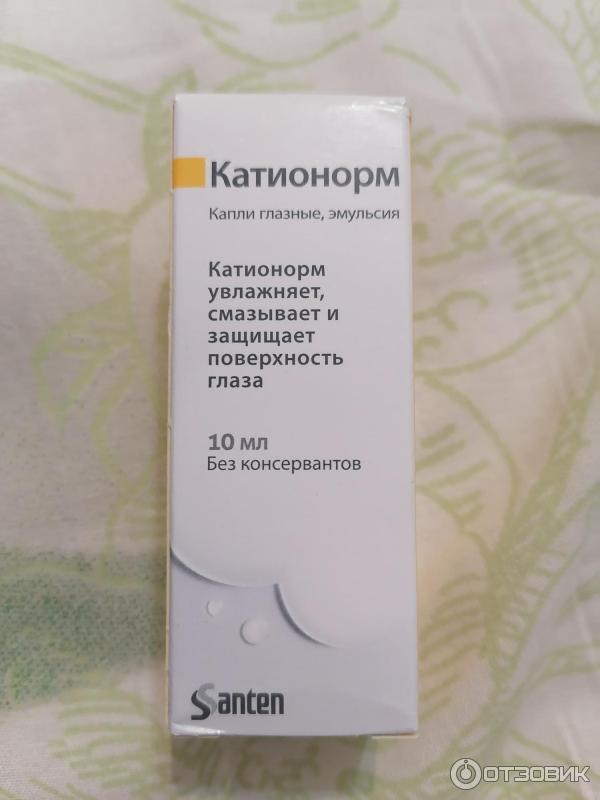 Катионорм
Капли глазные, эмульсия
Катионорм
увлажняет,
смазывает и
защищает
поверхность
глаза
10 мл
Без консервантов
Santen
ОТЗОВИК